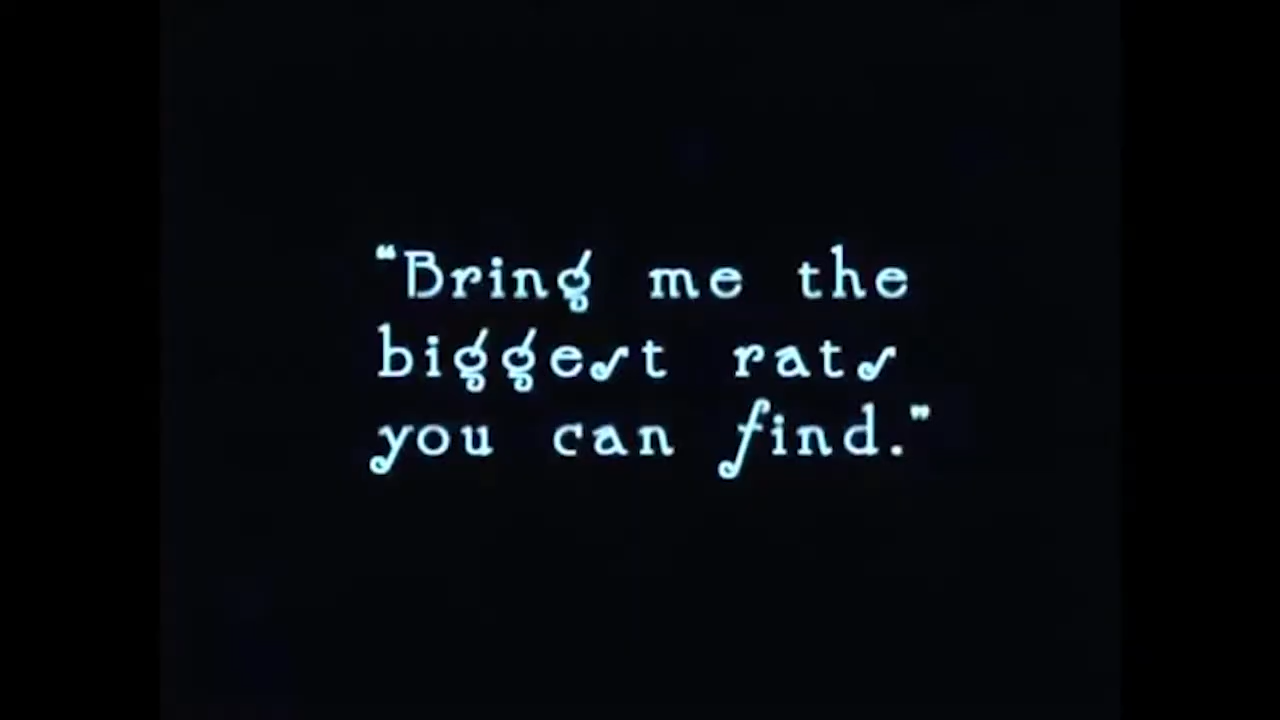 “Bring me the
biggest rats
you can find.”